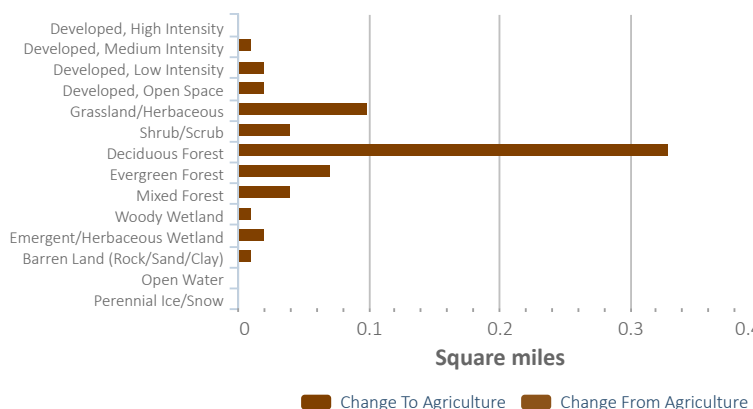 Developed, High Intensity
Developed, Medium Intensity
Developed, Low Intensity
Developed, Open Space
Grassland/Herbaceous
Shrub/Scrub
Deciduous Forest
Evergreen Forest
Mixed Forest
Woody Wetland
Emergent/Herbaceous Wetland
Barren Land (Rock/Sand/Clay)
Open Water
Perennial Ice/Snow
0 0.1 0.2 0.3 0.4
Square miles
Change To Agriculture Change From Agriculture